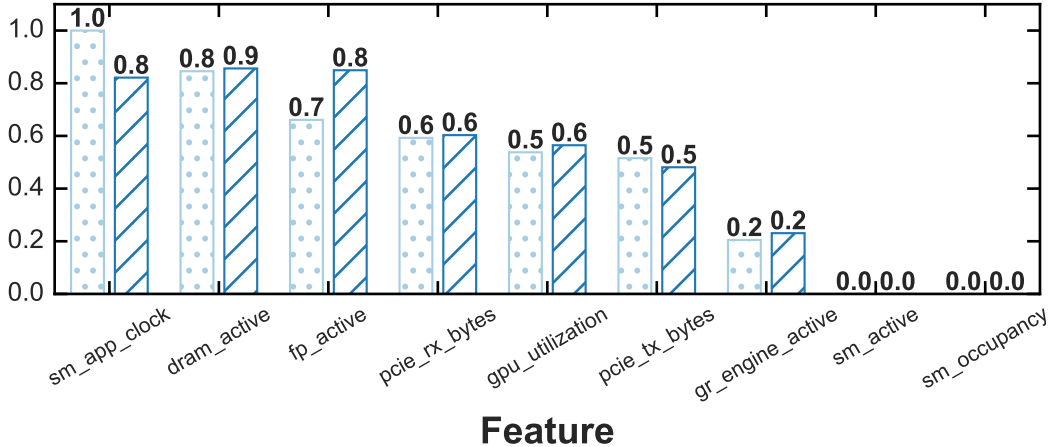 1.0
0.8
0.6
0.4
0.2
0.0
1.0 0.8 0.8 0.9 0.7 0.8 0.6 0.6 0.5 0.6 0.5 0.5 0.2 0.2 0.0 0.0 0.0 0.0
sm_app_clock dram_active fp_active pcie_rx_bytes gpu_utilization pcie_tx_bytes gr_engine_active sm_active sm_occupancy
Feature